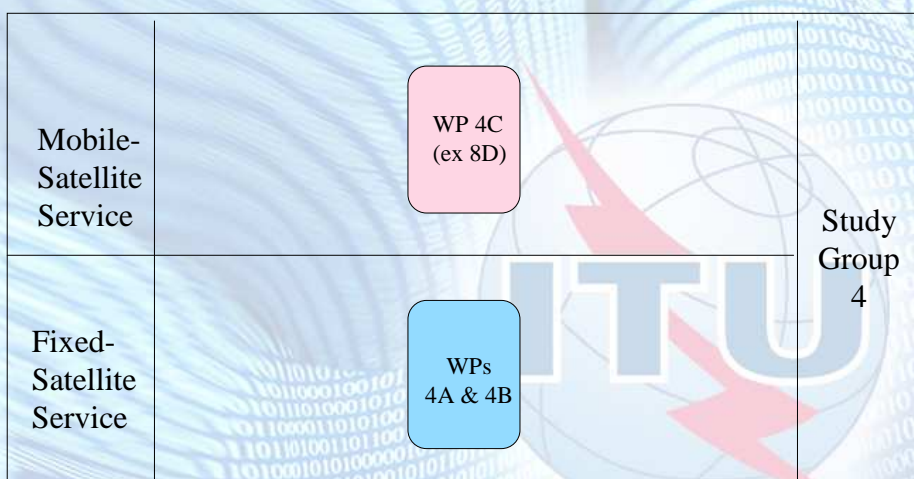 Mobile-
Satellite
Service
WP 4C
(ex 8D)
Study
Group
4
Fixed-
Satellite
Service
WPs
4A & 4B
ITU